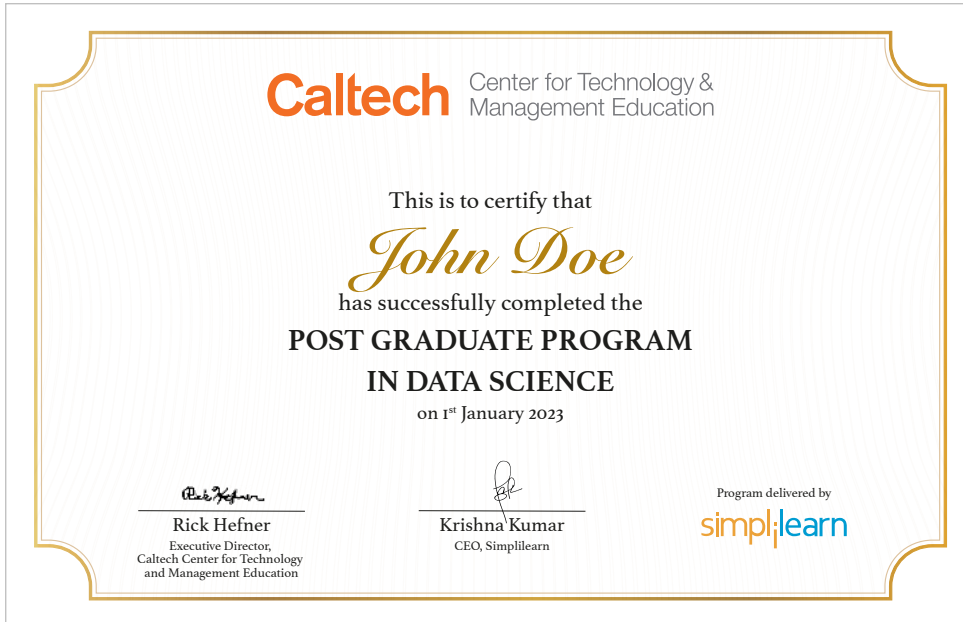 Caltech
Center for Technology &
Management Education
This is to certify that
John Doe
has successfully completed the
POST GRADUATE PROGRAM
IN DATA SCIENCE
on 1st January 2023
Rick Hefner
Rick Hefner
Executive Director,
Caltech Center for Technology
and Management Education
Krishna Kumar
CEO, Simplilearn
Program delivered by
simplilearn